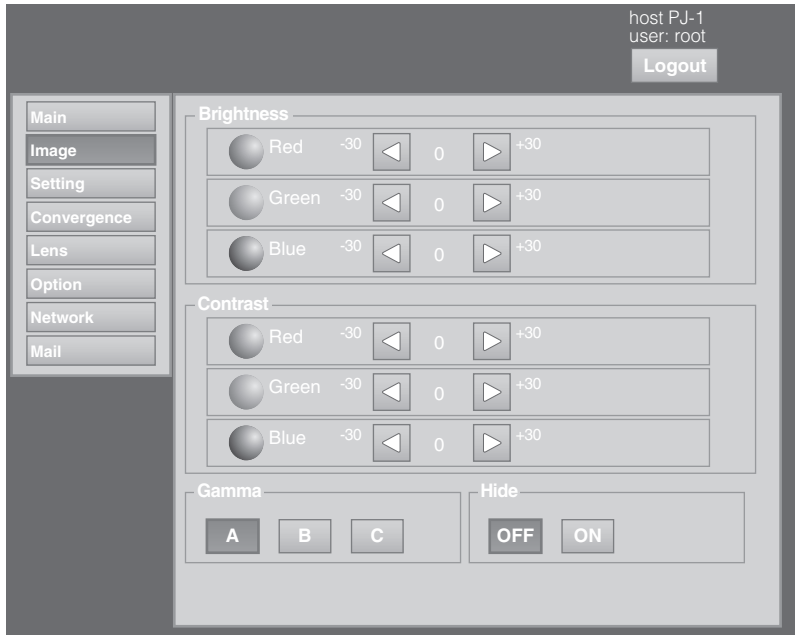 host PJ-1
user: root
Logout
Main
Image
Setting
Convergence
Lens
Option
Network
Mail
Brightness
Red -30 0 +30
Green -30 0 +30
Blue -30 0 +30
Contrast
Red -30 0 +30
Green -30 0 +30
Blue -30 0 +30
Gamma
A B C
Hide
OFF ON